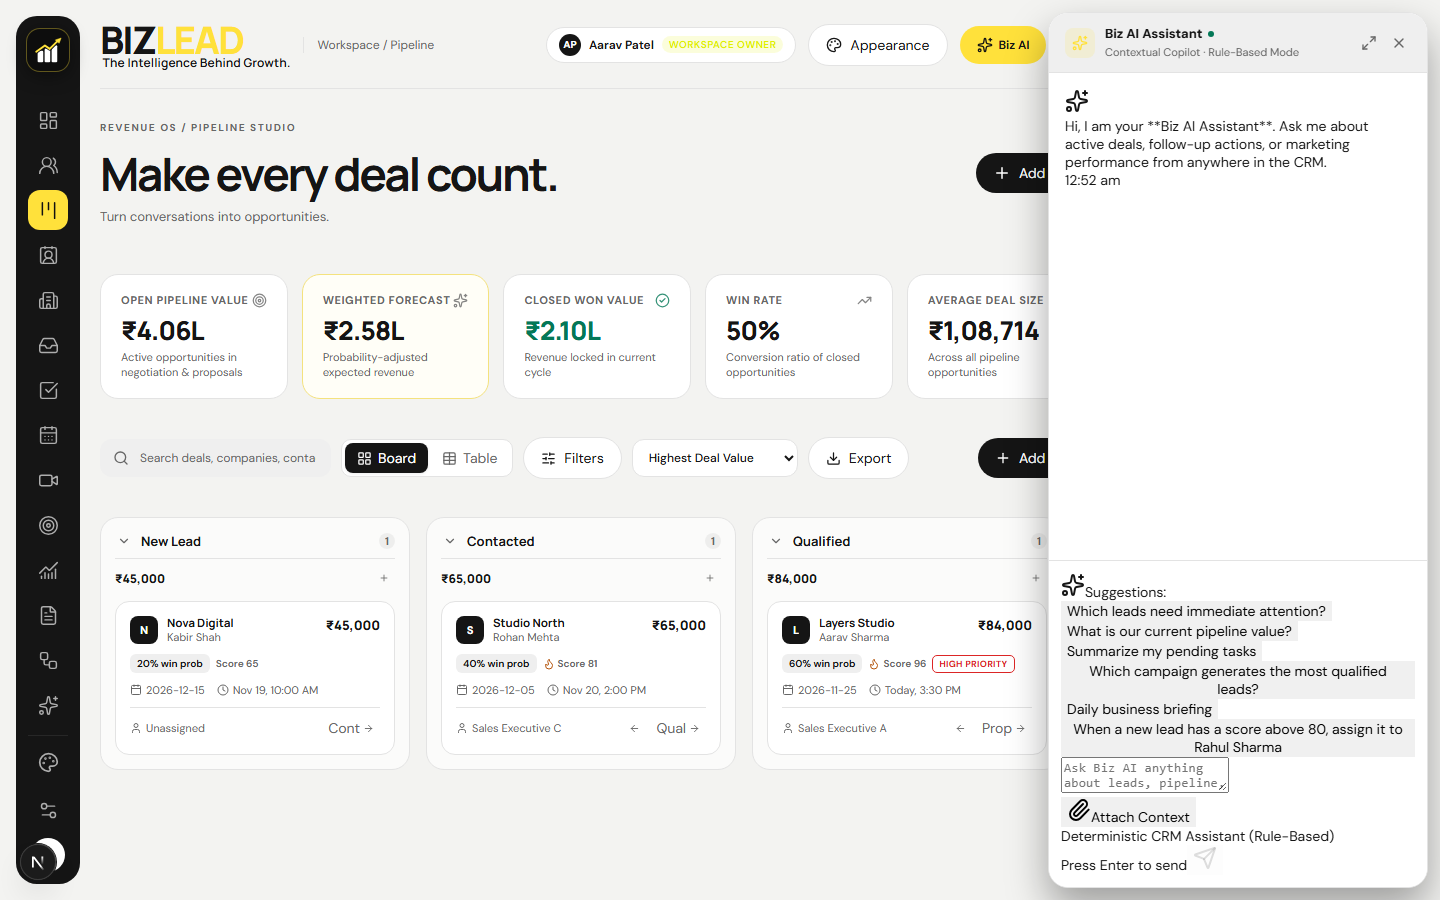 BIZLEAD
The Intelligence Behind Growth.
Workspace / Pipeline
AP
Aarav Patel
WORKSPACE OWNER
Appearance
Biz AI
REVENUE OS / PIPELINE STUDIO
Make every deal count.
Turn conversations into opportunities.
Add
OPEN PIPELINE VALUE
₹4.06L
Active opportunities in
negotiation & proposals
WEIGHTED FORECAST
₹2.58L
Probability-adjusted
expected revenue
CLOSED WON VALUE
₹2.10L
Revenue locked in current
cycle
WIN RATE
50%
Conversion ratio of closed
opportunities
AVERAGE DEAL SIZE
₹1,08,714
Across all pipeline
opportunities
Search deals, companies, conta
Board
Table
Filters
Highest Deal Value
Export
Add
New Lead
1
₹45,000
+
N
Nova Digital
Kabir Shah
₹45,000
20% win prob
Score 65
2026-12-15
Nov 19, 10:00 AM
Unassigned
Cont →
Contacted
1
₹65,000
+
S
Studio North
Rohan Mehta
₹65,000
40% win prob
Score 81
2026-12-05
Nov 20, 2:00 PM
Sales Executive C
←
Qual →
Qualified
1
₹84,000
+
L
Layers Studio
Aarav Sharma
₹84,000
60% win prob
Score 96
HIGH PRIORITY
2026-11-25
Today, 3:30 PM
Sales Executive A
←
Prop →
N
Biz AI Assistant
Contextual Copilot · Rule-Based Mode
Hi, I am your **Biz AI Assistant**. Ask me about
active deals, follow-up actions, or marketing
performance from anywhere in the CRM.
12:52 am
Suggestions:
Which leads need immediate attention?
What is our current pipeline value?
Summarize my pending tasks
Which campaign generates the most qualified
leads?
Daily business briefing
When a new lead has a score above 80, assign it to
Rahul Sharma
Ask Biz AI anything
about leads, pipeline,
Attach Context
Deterministic CRM Assistant (Rule-Based)
Press Enter to send